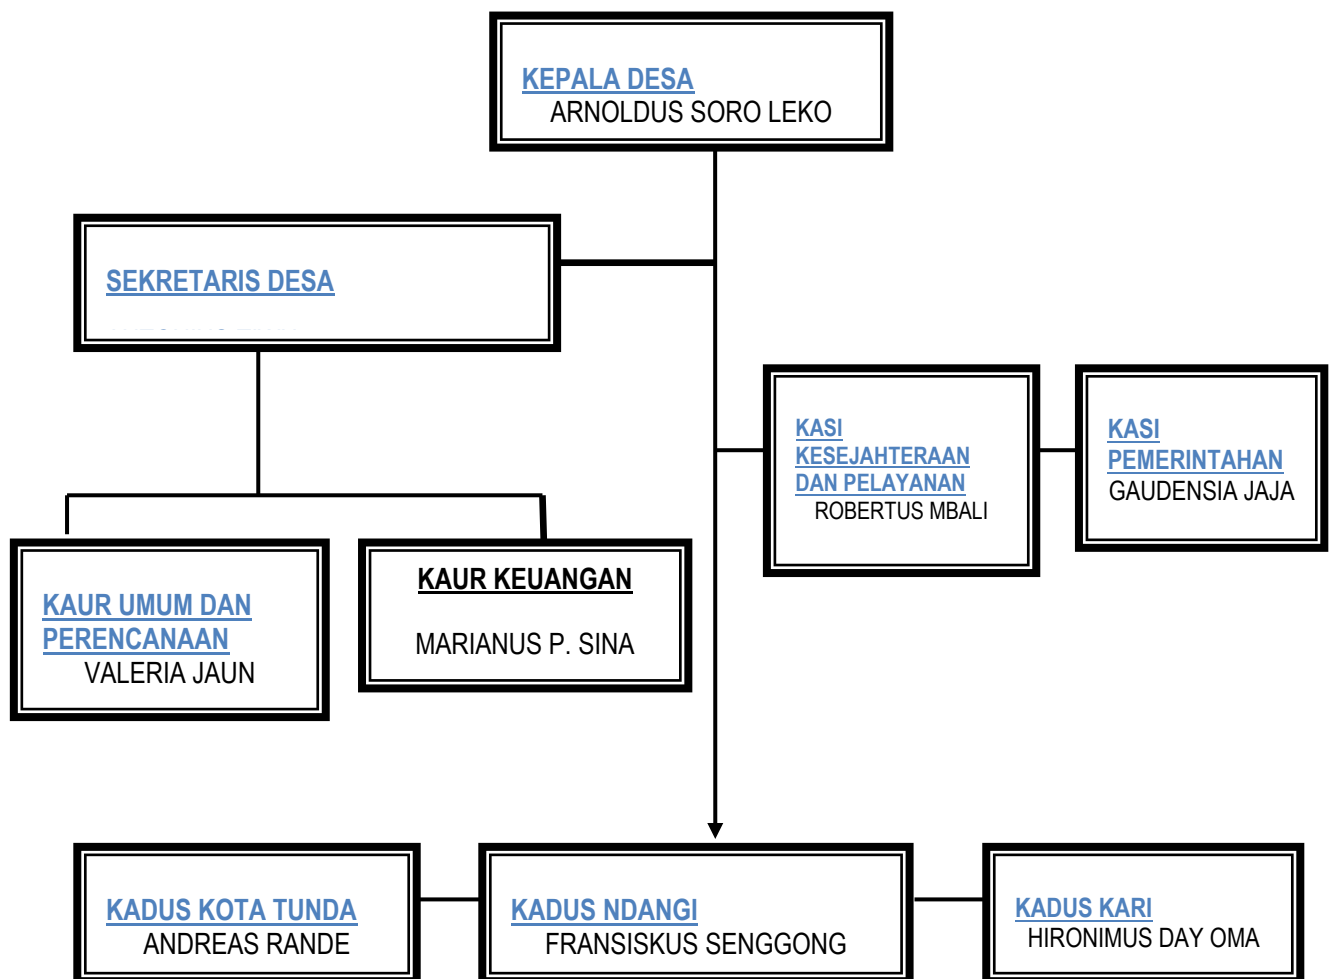 KEPALA DESA
ARNOLDUS SORO LEKO
SEKRETARIS DESA
KASI
KESEJAHTERAAN
DAN PELAYANAN
ROBERTUS MBALI
KASI
PEMERINTAHAN
GAUDENSIA JAJA
KAUR UMUM DAN
PERENCANAAN
VALERIA JAUN
KAUR KEUANGAN
MARIANUS P. SINA
KADUS KOTA TUNDA
ANDREAS RANDE
KADUS NDANGI
FRANSISKUS SENGGONG
KADUS KARI
HIRONIMUS DAY OMA